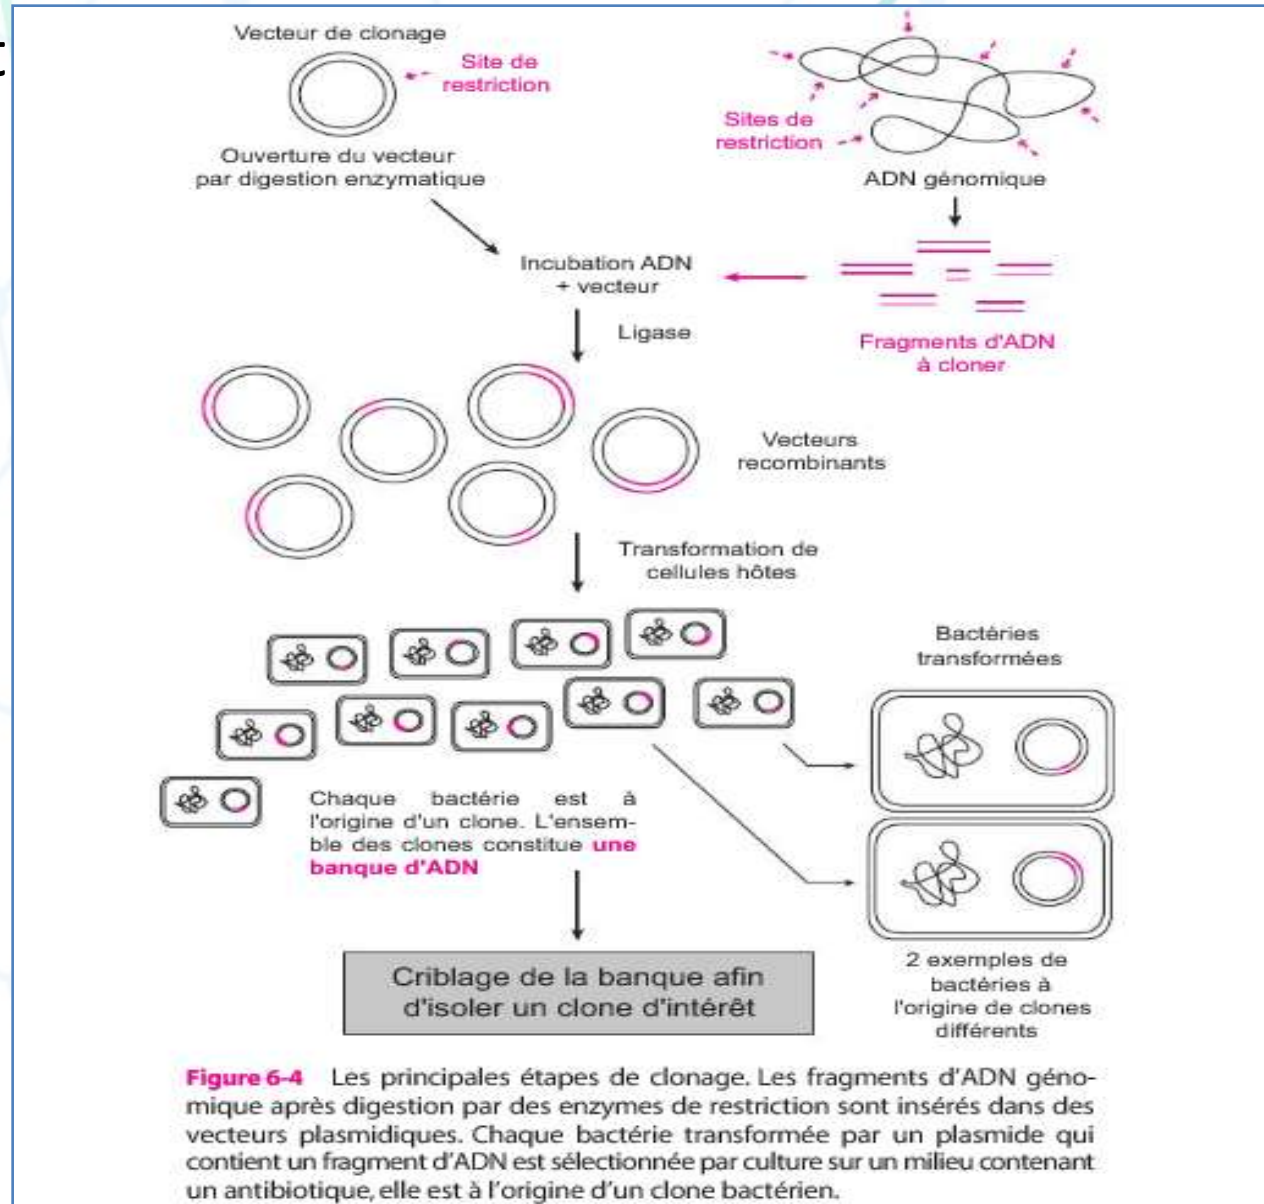 t
Vecteur de clonage
Site de
restriction
Ouverture du vecteur
par digestion enzymatique
Sites de
restriction
ADN génomique
Incubation ADN
+ vecteur
Ligase
Fragments d'ADN
à cloner
Vecteurs
recombinants
Transformation de
cellules hôtes
Bactéries
transformées
Chaque bactérie est à
l'origine d'un clone. L'ensem-
ble des clones constitue une
banque d'ADN
2 exemples de
bactéries à
l'origine de clones
différents
Criblage de la banque afin
d'isoler un clone d'intérêt
Figure 6-4 Les principales étapes de clonage. Les fragments d'ADN géno-
mique après digestion par des enzymes de restriction sont insérés dans des
vecteurs plasmidiques. Chaque bactérie transformée par un plasmide qui
contient un fragment d'ADN est sélectionnée par culture sur un milieu contenant
un antibiotique, elle est à l'origine d'un clone bactérien.